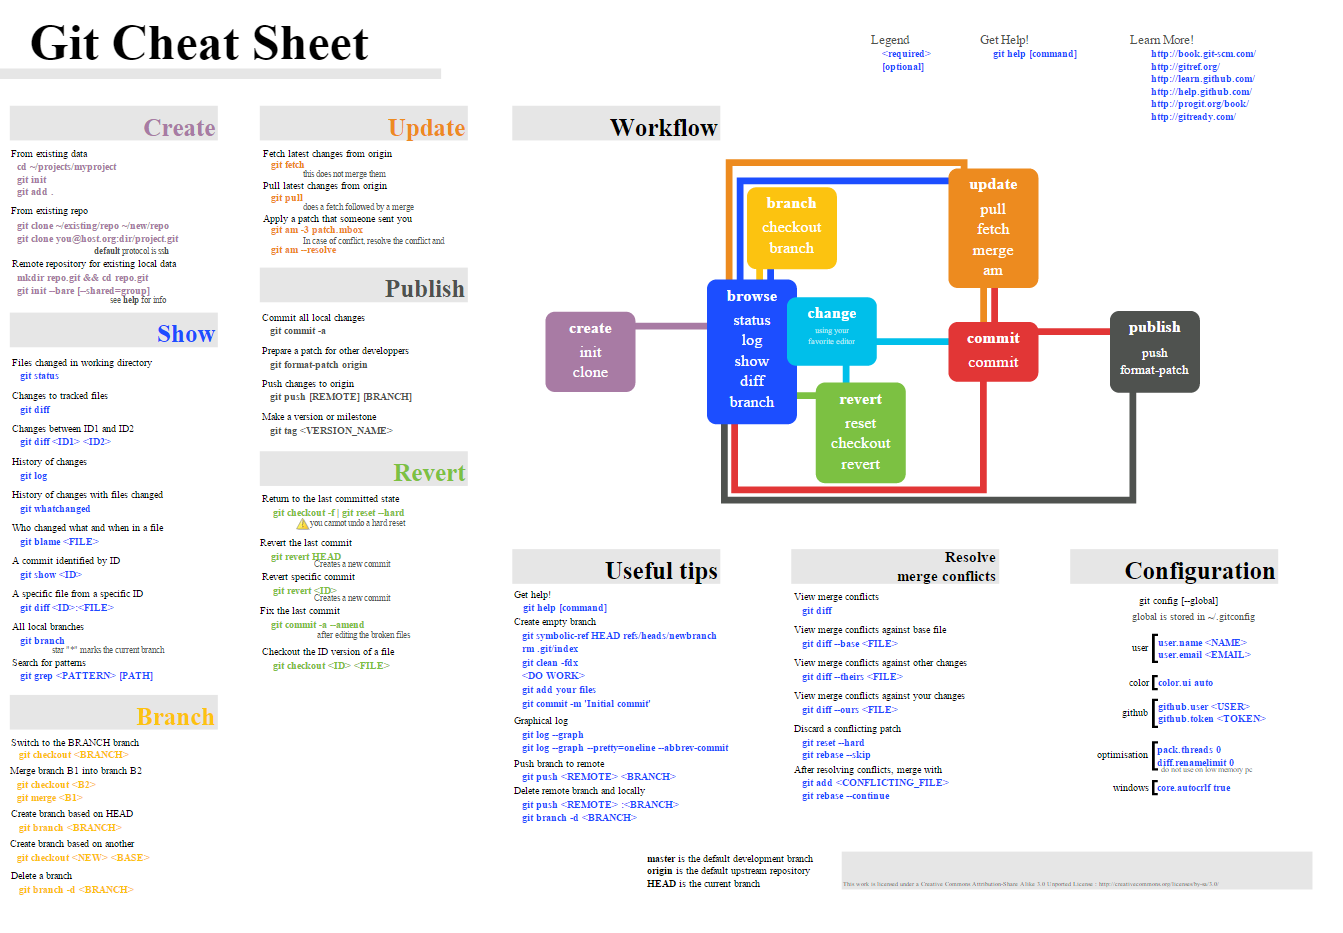 Git Cheat Sheet
Legend
<required>
[optional]
Get Help!
git help [command]
Learn More!
http://book.git-scm.com/
http://gitref.org/
http://learn.github.com/
http://help.github.com/
http://progit.org/book/
http://gitready.com/
Create
From existing data
cd ~/projects/myproject
git init
git add .
From existing repo
git clone ~/existing/repo ~/new/repo
git clone you@host.org:dir/project.git
default protocol is ssh
Remote repository for existing local data
mkdir repo.git && cd repo.git
git init --bare [--shared=group]
see help for info
Show
Files changed in working directory
git status
Changes to tracked files
git diff
Changes between ID1 and ID2
git diff <ID1> <ID2>
History of changes
git log
History of changes with files changed
git whatchanged
Who changed what and when in a file
git blame <FILE>
A commit identified by ID
git show <ID>
A specific file from a specific ID
git diff <ID>:<FILE>
All local branches
git branch
star "*" marks the current branch
Search for patterns
git grep <PATTERN> [PATH]
Branch
Switch to the BRANCH branch
git checkout <BRANCH>
Merge branch B1 into branch B2
git checkout <B2>
git merge <B1>
Create branch based on HEAD
git branch <BRANCH>
Create branch based on another
git checkout <NEW> <BASE>
Delete a branch
git branch -d <BRANCH>
Update
Fetch latest changes from origin
git fetch
this does not merge them
Pull latest changes from origin
git pull
does a fetch followed by a merge
Apply a patch that someone sent you
git am -3 patch.mbox
In case of conflict, resolve the conflict and
git am --resolve
Publish
Commit all local changes
git commit -a
Prepare a patch for other developpers
git format-patch origin
Push changes to origin
git push [REMOTE] [BRANCH]
Make a version or milestone
git tag <VERSION_NAME>
Revert
Return to the last committed state
git checkout -f | git reset --hard
you cannot undo a hard reset
Revert the last commit
git revert HEAD
Creates a new commit
Revert specific commit
git revert <ID>
Creates a new commit
Fix the last commit
git commit -a --amend
after editing the broken files
Checkout the ID version of a file
git checkout <ID> <FILE>
Workflow
create
init
clone
browse
status
log
show
diff
branch
branch
checkout
branch
change
using your
favorite editor
revert
reset
checkout
revert
update
pull
fetch
merge
am
commit
commit
publish
push
format-patch
Useful tips
Get help!
git help [command]
Create empty branch
git symbolic-ref HEAD refs/heads/newbranch
rm .git/index
git clean -fdx
<DO WORK>
git add your files
git commit -m 'Initial commit'
Graphical log
git log --graph
git log --graph --pretty=oneline --abbrev-commit
Push branch to remote
git push <REMOTE> <BRANCH>
Delete remote branch and locally
git push <REMOTE> :<BRANCH>
git branch -d <BRANCH>
Resolve
merge conflicts
View merge conflicts
git diff
View merge conflicts against base file
git diff --base <FILE>
View merge conflicts against other changes
git diff --theirs <FILE>
View merge conflicts against your changes
git diff --ours <FILE>
Discard a conflicting patch
git reset --hard
git rebase --skip
After resolving conflicts, merge with
git add <CONFLICTING_FILE>
git rebase --continue
Configuration
git config [--global]
global is stored in ~/.gitconfig
user
user.name <NAME>
user.email <EMAIL>
color
color.ui auto
github
github.user <USER>
github.token <TOKEN>
optimisation
pack.threads 0
diff.renamelimit 0
do not use on low memory pc
windows
core.autocrlf true
master is the default development branch
origin is the default upstream repository
HEAD is the current branch
This work is licensed under a Creative Commons Attribution-Share Alike 3.0 Unported License : http://creativecommons.org/licenses/by-sa/3.0/